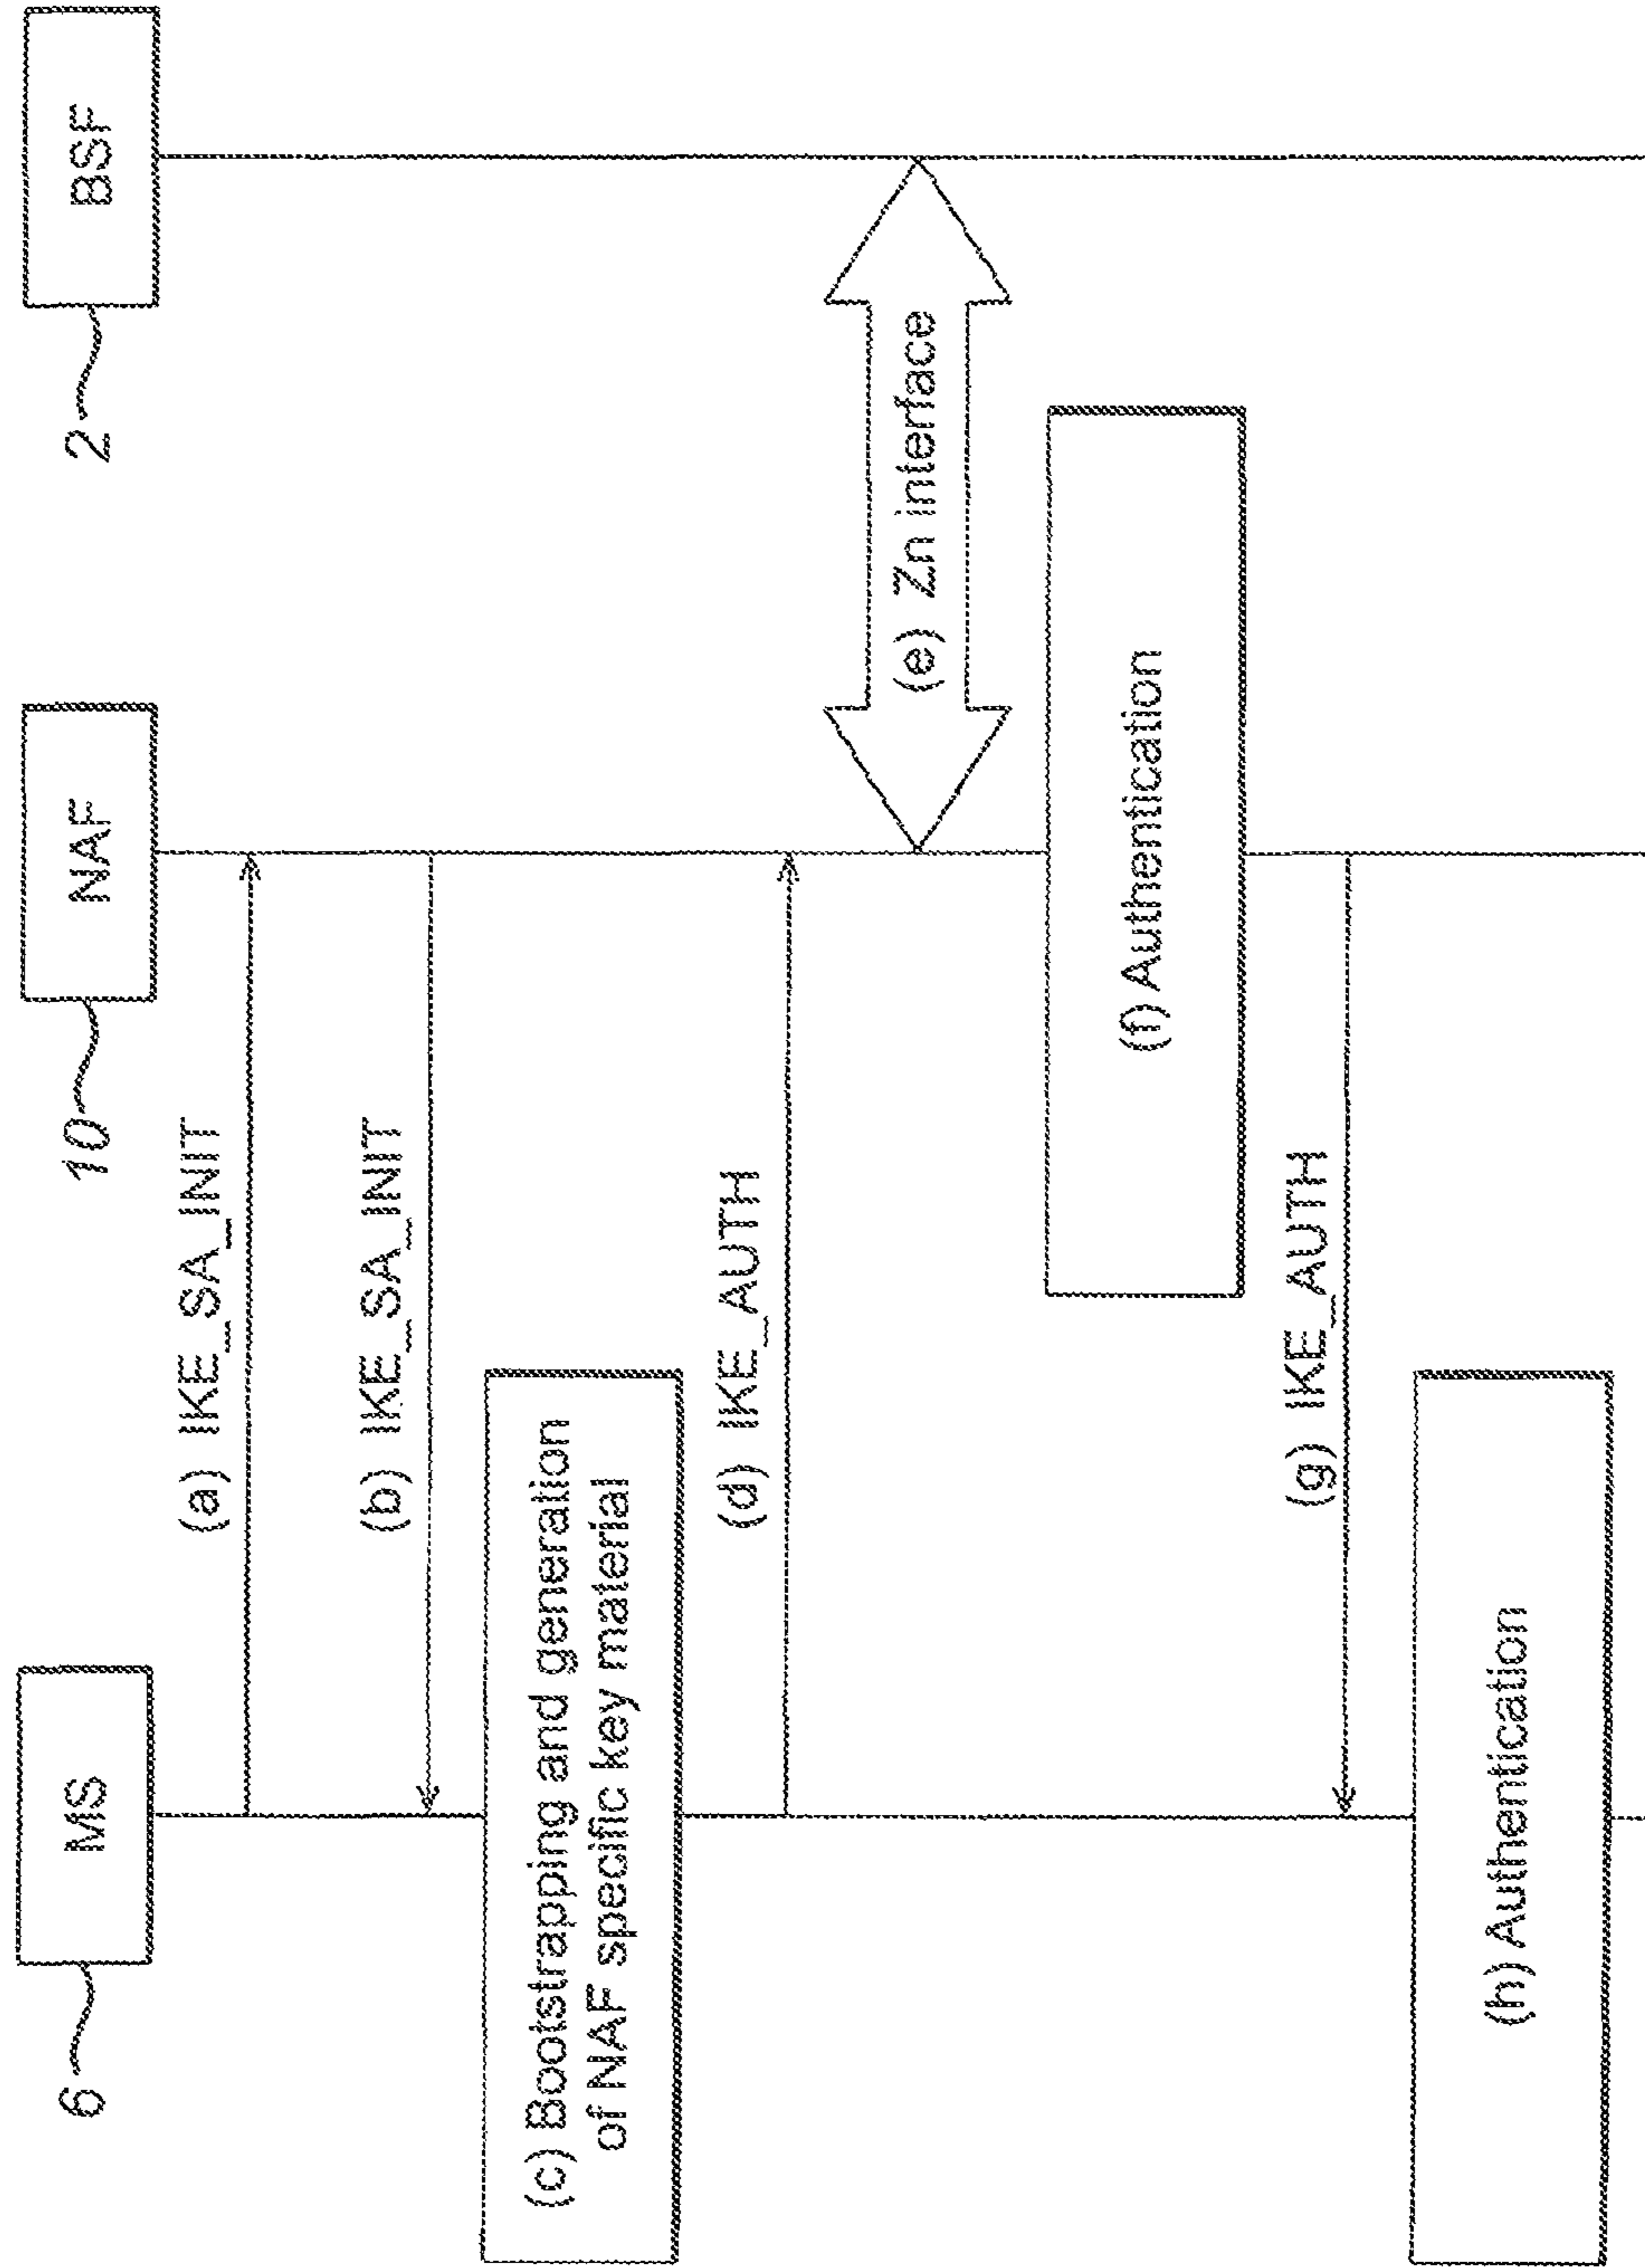 MS
NAF
BSF
6
10
2
(a) IKE_SA_INIT
(b) IKE_SA_INIT
(c) Bootstrapping and generation
of NAF specific key material
(d) IKE_AUTH
(e) Zn interface
(f) Authentication
(g) IKE_AUTH
(h) Authentication